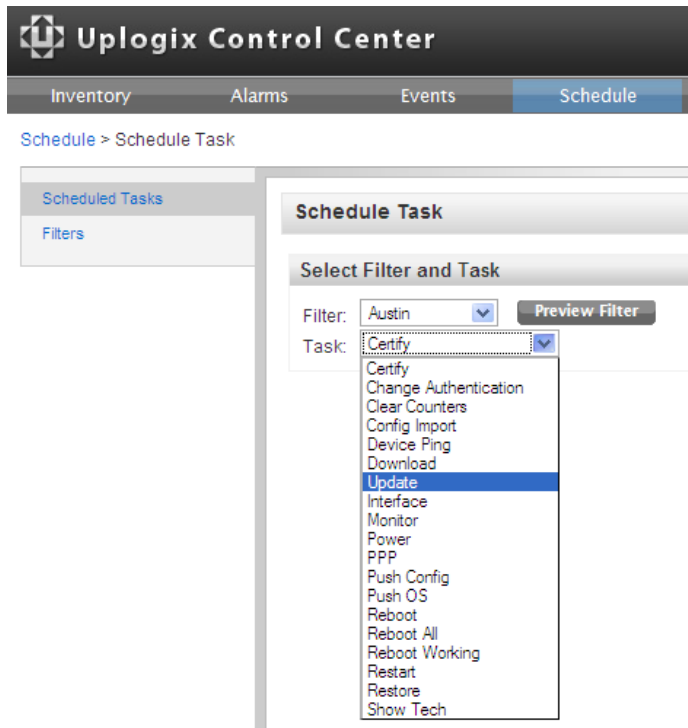 Uplogix Control Center
Inventory Alarms Events Schedule
Schedule > Schedule Task
Scheduled Tasks
Filters
Schedule Task
Select Filter and Task
Filter: Austin Preview Filter
Task: Certify
Certify
Change Authentication
Clear Counters
Config Import
Device Ping
Download
Update
Interface
Monitor
Power
PPP
Push Config
Push OS
Reboot
Reboot All
Reboot Working
Restart
Restore
Show Tech